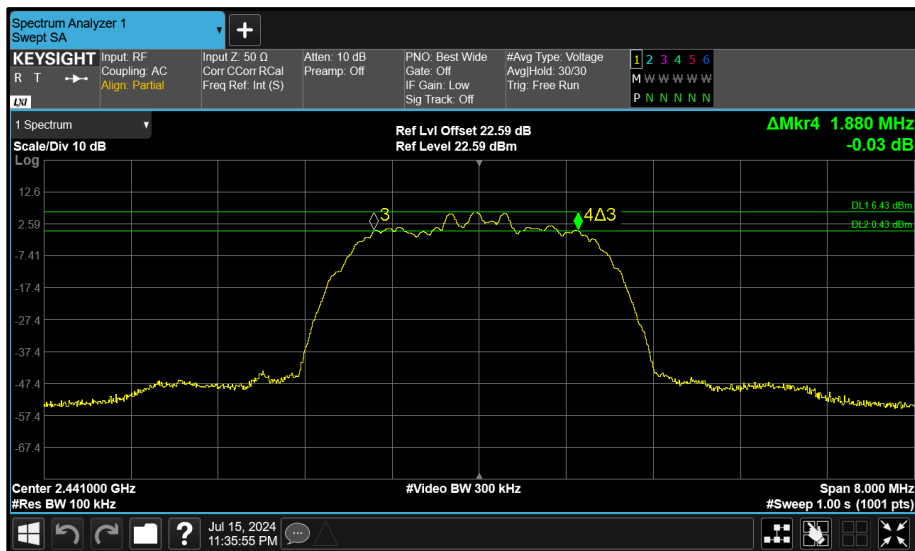 Spectrum Analyzer 1
Swept SA
KEYSIGHT
R T
LXI
Input: RF
Coupling: AC
Align: Partial
Input Z: 50 Ω
Corr CCorr RCal
Freq Ref: Int (S)
Atten: 10 dB
Preamp: Off
PNO: Best Wide
Gate: Off
IF Gain: Low
Sig Track: Off
#Avg Type: Voltage
Avg|Hold: 30/30
Trig: Free Run
1 2 3 4 5 6
M W W W W W
P N N N N N
1 Spectrum
Ref Lvl Offset 22.59 dB
ΔMkr4 1.880 MHz
Scale/Div 10 dB
Ref Level 22.59 dBm
-0.03 dB
Log
12.6
DL1 6.43 dBm
3
4Δ3
2.59
DL2 0.43 dBm
-7.41
-17.4
-27.4
-37.4
-47.4
-57.4
-67.4
Center 2.441000 GHz
#Video BW 300 kHz
Span 8.000 MHz
#Res BW 100 kHz
#Sweep 1.00 s (1001 pts)
?
Jul 15, 2024
11:35:55 PM